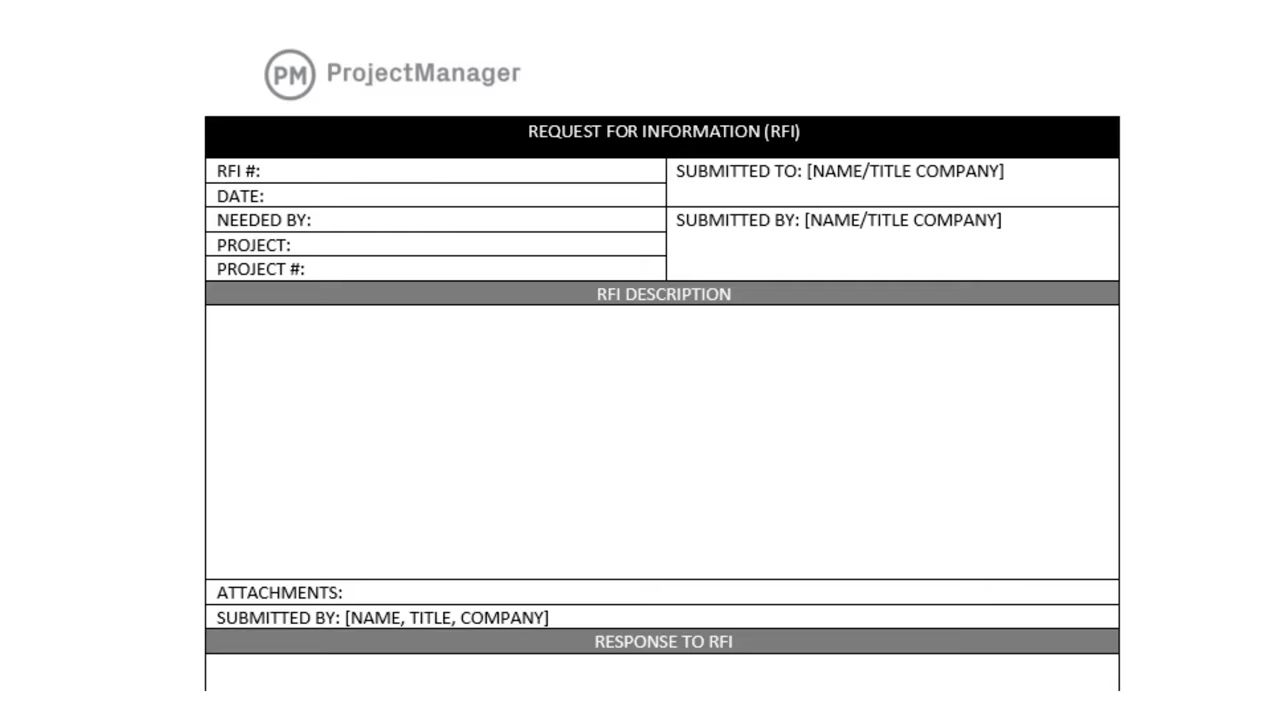 PM ProjectManager
REQUEST FOR INFORMATION (RFI)
RFI #:
DATE:
NEEDED BY:
PROJECT:
PROJECT #:
SUBMITTED TO: [NAME/TITLE COMPANY]
SUBMITTED BY: [NAME/TITLE COMPANY]
RFI DESCRIPTION
ATTACHMENTS:
SUBMITTED BY: [NAME, TITLE, COMPANY]
RESPONSE TO RFI